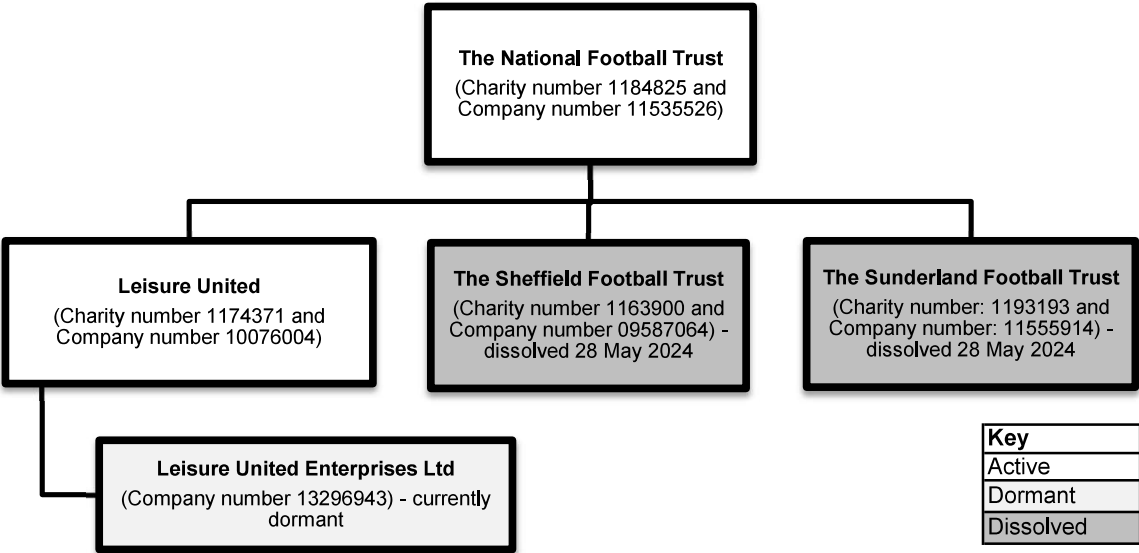 The National Football Trust
(Charity number 1184825 and
Company number 11535526)
Leisure United
(Charity number 1174371 and
Company number 10076004)
The Sheffield Football Trust
(Charity number 1163900 and
Company number 09587064) -
dissolved 28 May 2024
The Sunderland Football Trust
(Charity number: 1193193 and
Company number: 11555914) -
dissolved 28 May 2024
Leisure United Enterprises Ltd
(Company number 13296943) - currently
dormant
Key
Active
Dormant
Dissolved